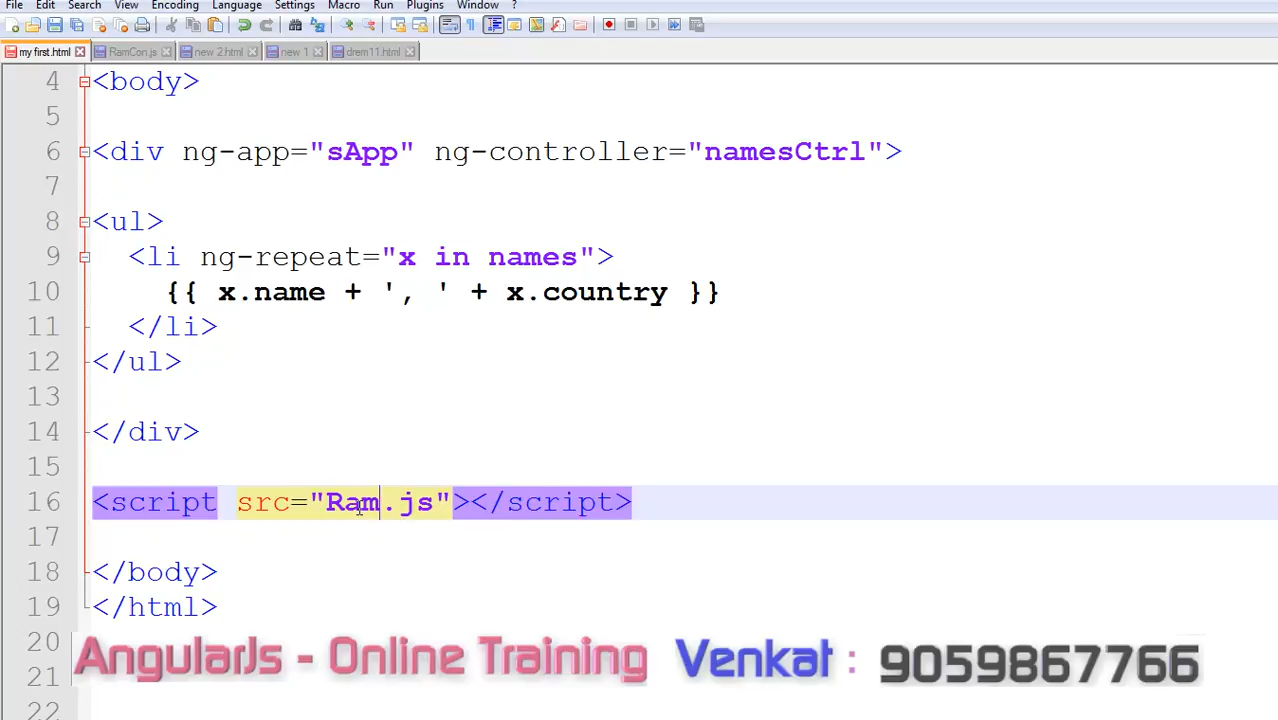 File Edit Search View Encoding Language Settings Macro Run Plugins Window ?
my first.html RamCon.js new 2.html new 1 drem11.html
4 <body>
5
6 <div ng-app="sApp" ng-controller="namesCtrl">
7
8 <ul>
9 <li ng-repeat="x in names">
10 {{ x.name + ', ' + x.country }}
11 </li>
12 </ul>
13
14 </div>
15
16 <script src="Ram.js"></script>
17
18 </body>
19 </html>
20
AngularJs - Online Training Venkat : 9059867766
21
22